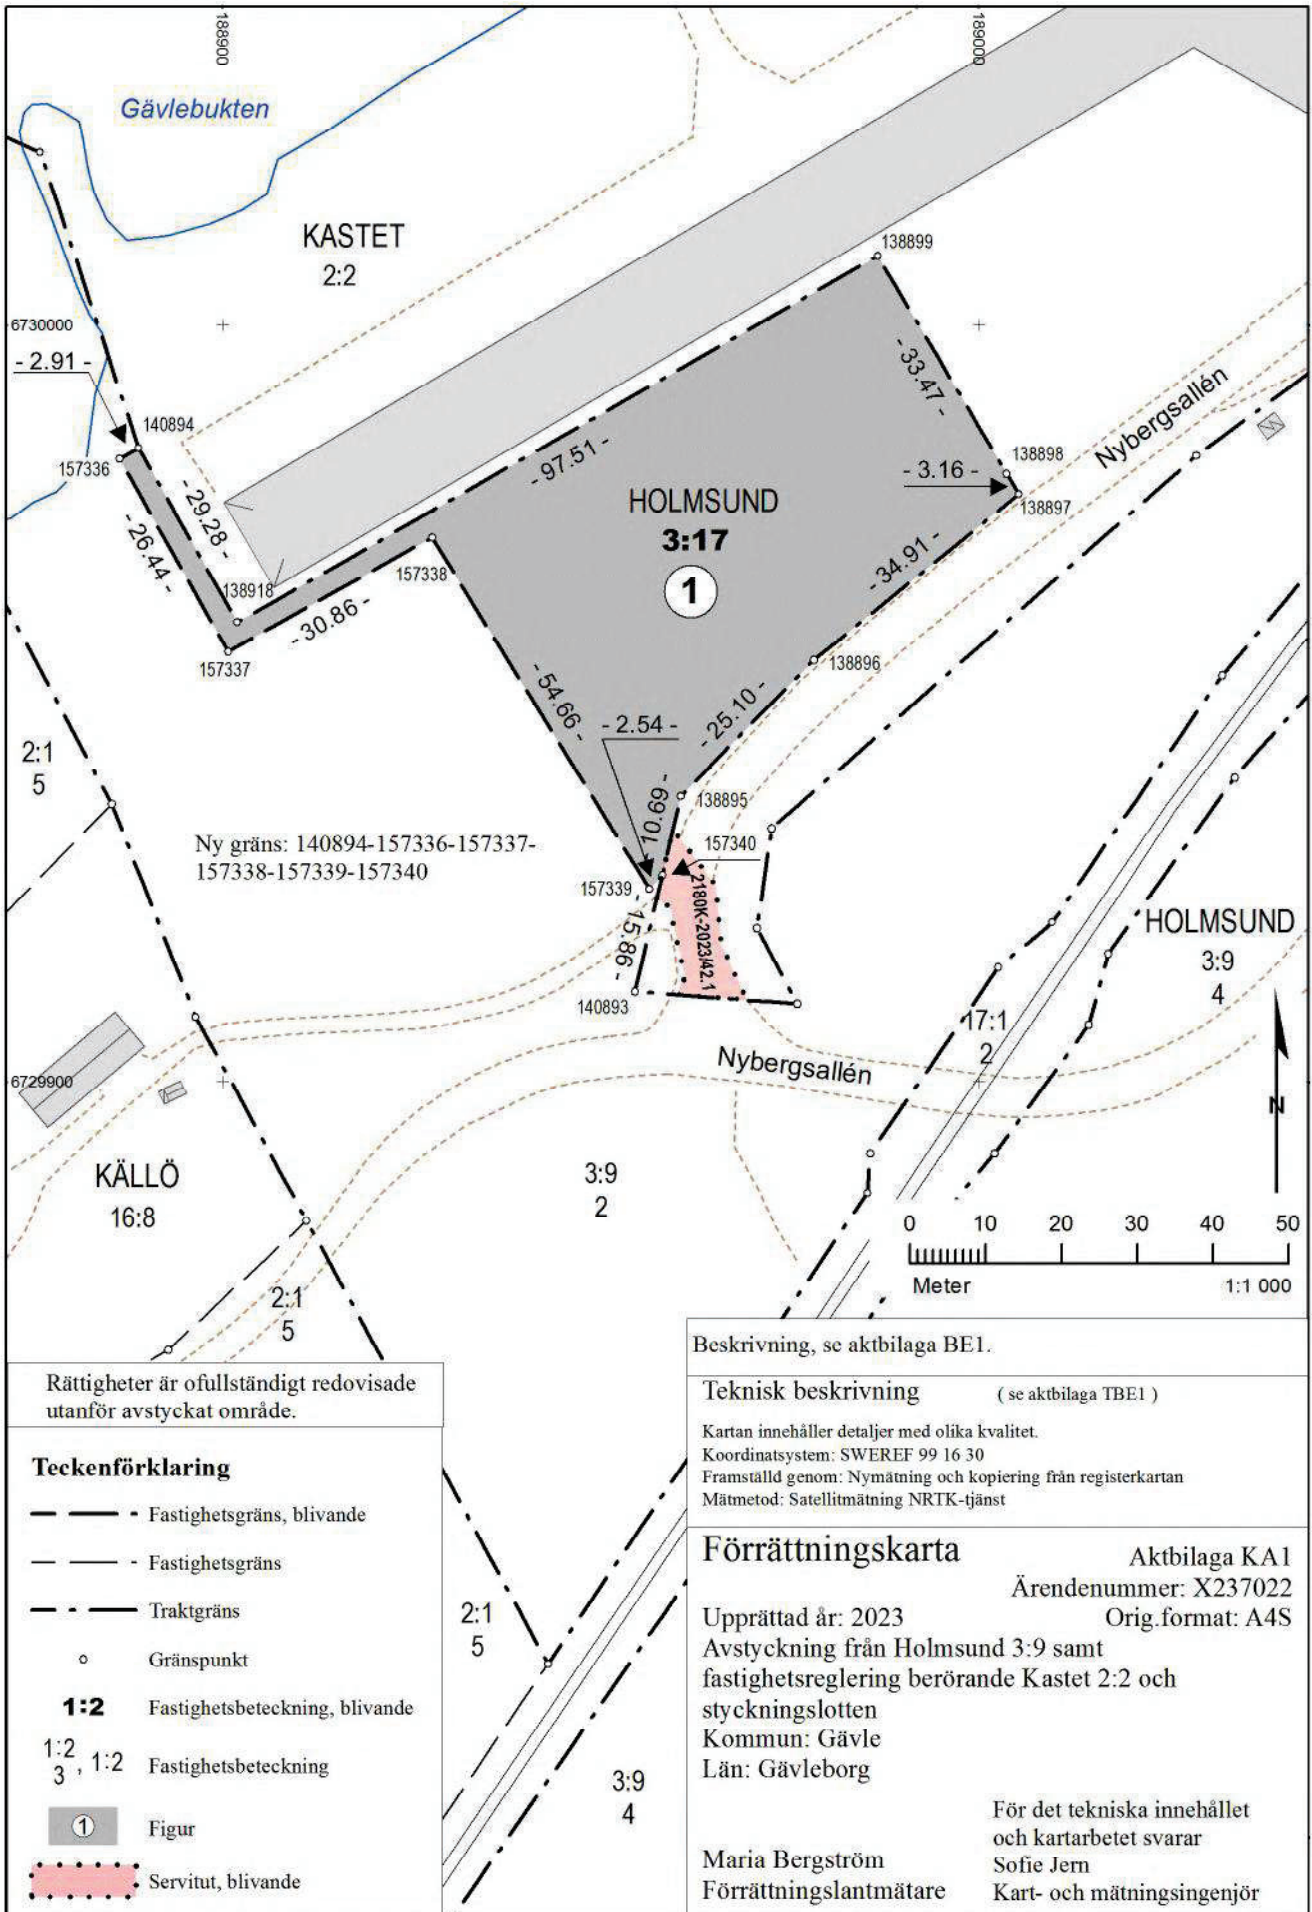 188900
189000
Gävlebukten
KASTET
2:2
138899
6730000
- 2.91 -
- 33.47 -
Nybergsallén
140894
157336
- 97.51 -
138898
- 3.16 -
138897
- 29.28 -
HOLMSUND
3:17
1
- 26.44 -
157338
- 34.91 -
138918
- 30.86 -
157337
138896
- 54.66 -
- 25.10 -
- 2.54 -
2:1
5
138895
- 10.69 -
157340
Ny gräns: 140894-157336-157337-
157338-157339-157340
157339
2180K-2023/42.1
- 15.86 -
HOLMSUND
3:9
4
140893
17:1
2
Nybergsallén
6729900
N
KÄLLÖ
16:8
3:9
2
0 10 20 30 40 50
Meter 1:1 000
2:1
5
Rättigheter är ofullständigt redovisade
utanför avstyckat område.
Teckenförklaring
Fastighetsgräns, blivande
Fastighetsgräns
Traktgräns
Gränspunkt
1:2 Fastighetsbeteckning, blivande
1:2
3 , 1:2 Fastighetsbeteckning
1 Figur
Servitut, blivande
2:1
5
3:9
4
Beskrivning, se aktbilaga BE1.
Teknisk beskrivning ( se aktbilaga TBE1 )
Kartan innehåller detaljer med olika kvalitet.
Koordinatsystem: SWEREF 99 16 30
Framställd genom: Nymätning och kopiering från registerkartan
Mätmetod: Satellitmätning NRTK-tjänst
Förrättningskarta
Aktbilaga KA1
Ärendenummer: X237022
Upprättad år: 2023 Orig.format: A4S
Avstyckning från Holmsund 3:9 samt
fastighetsreglering berörande Kastet 2:2 och
styckningslotten
Kommun: Gävle
Län: Gävleborg
För det tekniska innehållet
och kartarbetet svarar
Maria Bergström
Förrättningslantmätare
Sofie Jern
Kart- och mätningsingenjör